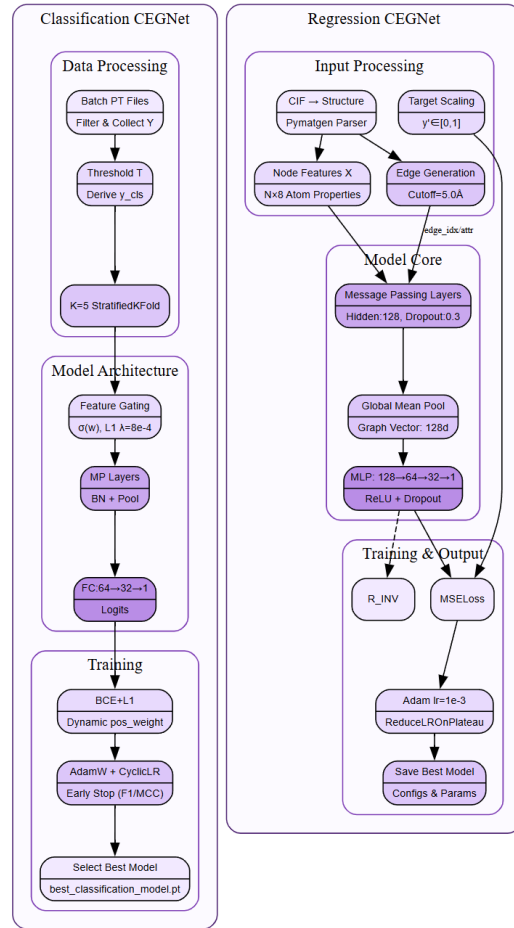 Classification CEGNet
Data Processing
Batch PT Files
Filter & Collect Y
Threshold T
Derive y_cls
K=5 StratifiedKFold
Model Architecture
Feature Gating
σ(w), L1 λ=8e-4
MP Layers
BN + Pool
FC:64→32→1
Logits
Training
BCE+L1
Dynamic pos_weight
AdamW + CyclicLR
Early Stop (F1/MCC)
Select Best Model
best_classification_model.pt
Regression CEGNet
Input Processing
CIF → Structure
Pymatgen Parser
Target Scaling
y'∈[0,1]
Node Features X
N×8 Atom Properties
Edge Generation
Cutoff=5.0Å
edge_idx/attr
Model Core
Message Passing Layers
Hidden:128, Dropout:0.3
Global Mean Pool
Graph Vector: 128d
MLP: 128→64→32→1
ReLU + Dropout
Training & Output
R_INV
MSELoss
Adam lr=1e-3
ReduceLROnPlateau
Save Best Model
Configs & Params